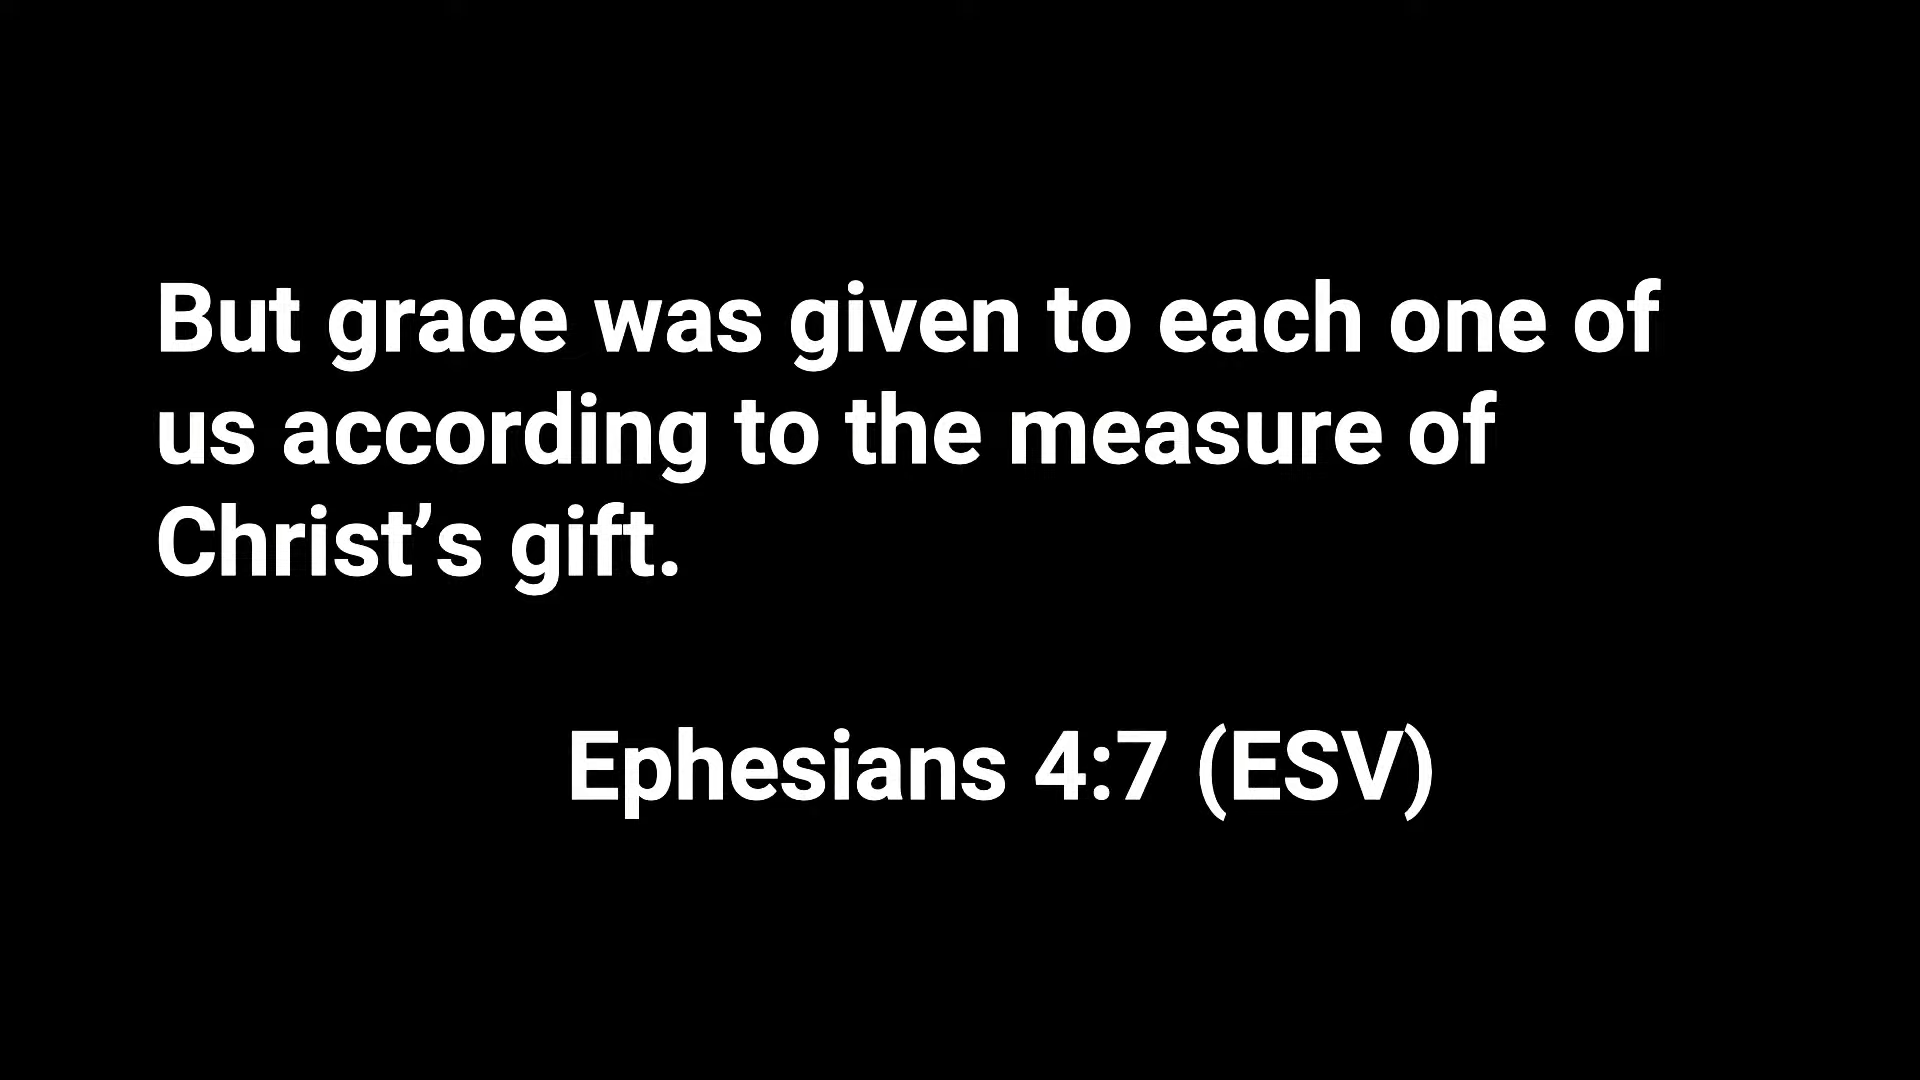 But grace was given to each one of
us according to the measure of
Christ’s gift.
Ephesians 4:7 (ESV)